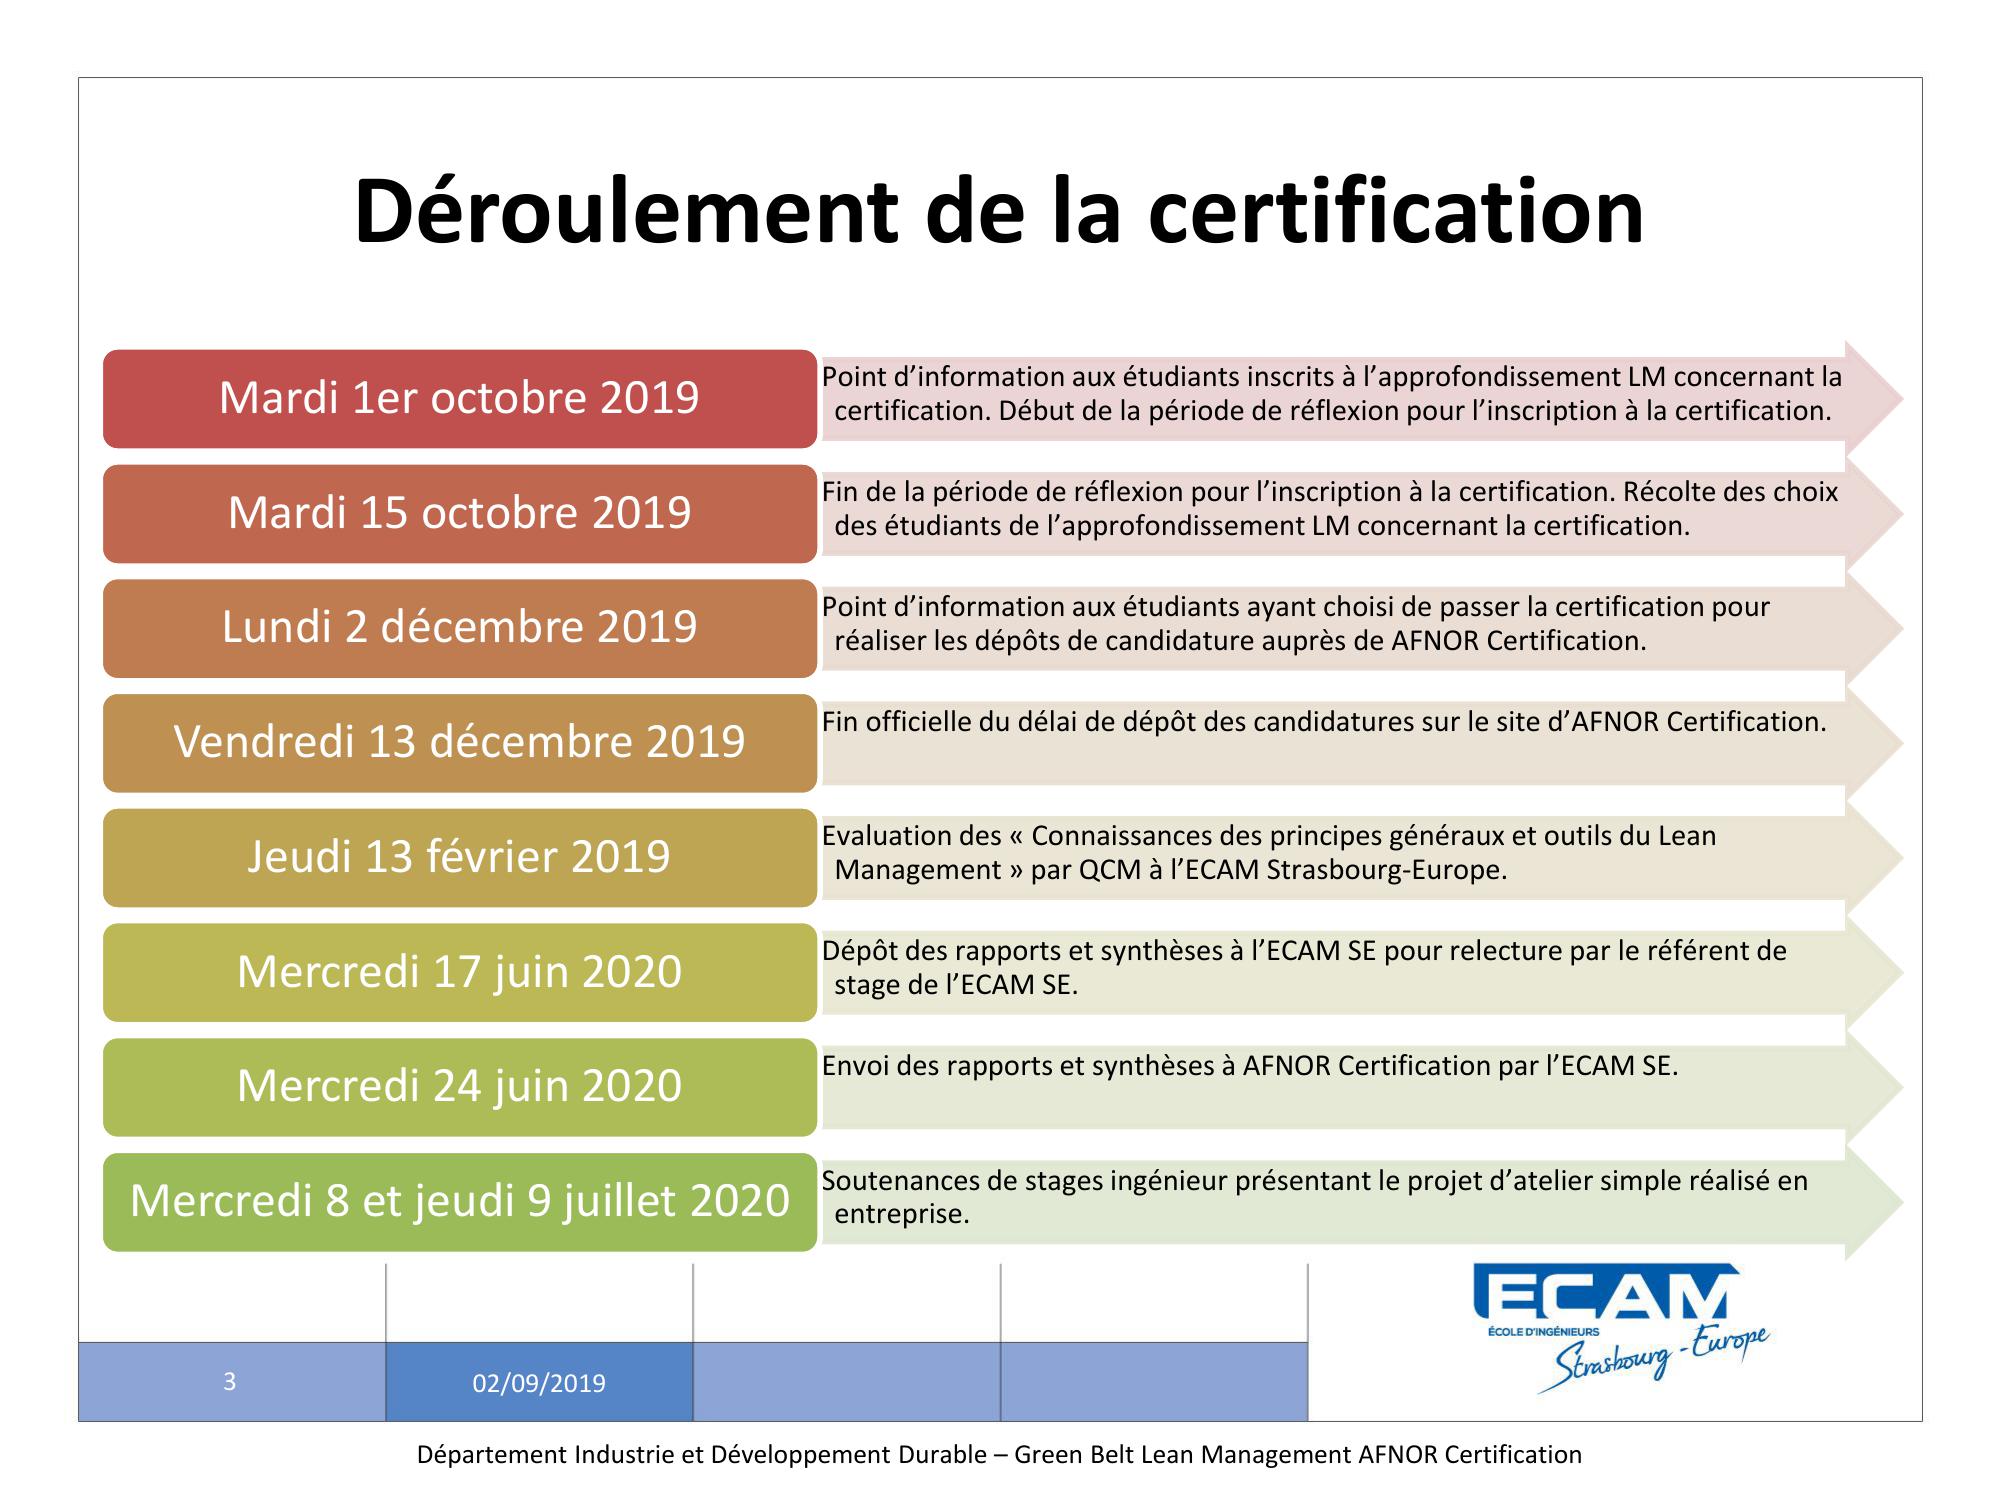 Déroulement de la certification
Mardi 1er octobre 2019
Point d’information aux étudiants inscrits à l’approfondissement LM concernant la
certification. Début de la période de réflexion pour l’inscription à la certification.
Mardi 15 octobre 2019
Fin de la période de réflexion pour l’inscription à la certification. Récolte des choix
des étudiants de l’approfondissement LM concernant la certification.
Lundi 2 décembre 2019
Point d’information aux étudiants ayant choisi de passer la certification pour
réaliser les dépôts de candidature auprès de AFNOR Certification.
Vendredi 13 décembre 2019
Fin officielle du délai de dépôt des candidatures sur le site d’AFNOR Certification.
Jeudi 13 février 2019
Evaluation des « Connaissances des principes généraux et outils du Lean
Management » par QCM à l’ECAM Strasbourg-Europe.
Mercredi 17 juin 2020
Dépôt des rapports et synthèses à l’ECAM SE pour relecture par le référent de
stage de l’ECAM SE.
Mercredi 24 juin 2020
Envoi des rapports et synthèses à AFNOR Certification par l’ECAM SE.
Mercredi 8 et jeudi 9 juillet 2020
Soutenances de stages ingénieur présentant le projet d’atelier simple réalisé en
entreprise.
ECAM
ÉCOLE D'INGÉNIEURS
Strasbourg - Europe
3
02/09/2019
Département Industrie et Développement Durable – Green Belt Lean Management AFNOR Certification